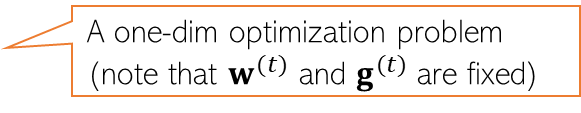 A one-dim optimization problem
(note that 𝐰⁽ᵗ⁾ and 𝐠⁽ᵗ⁾ are fixed)